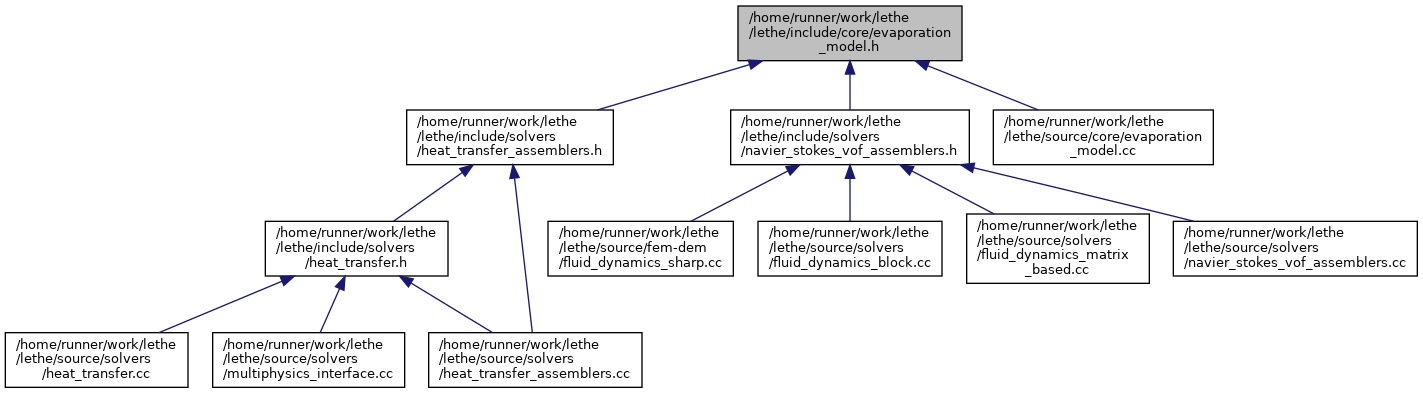 /home/runner/work/lethe
/lethe/include/core/evaporation
_model.h
/home/runner/work/lethe
/lethe/include/solvers
/heat_transfer_assemblers.h
/home/runner/work/lethe
/lethe/include/solvers
/navier_stokes_vof_assemblers.h
/home/runner/work/lethe
/lethe/source/core/evaporation
_model.cc
/home/runner/work/lethe
/lethe/include/solvers
/heat_transfer.h
/home/runner/work/lethe
/lethe/source/fem-dem
/fluid_dynamics_sharp.cc
/home/runner/work/lethe
/lethe/source/solvers
/fluid_dynamics_block.cc
/home/runner/work/lethe
/lethe/source/solvers
/fluid_dynamics_matrix
_based.cc
/home/runner/work/lethe
/lethe/source/solvers
/navier_stokes_vof_assemblers.cc
/home/runner/work/lethe
/lethe/source/solvers
/heat_transfer.cc
/home/runner/work/lethe
/lethe/source/solvers
/multiphysics_interface.cc
/home/runner/work/lethe
/lethe/source/solvers
/heat_transfer_assemblers.cc